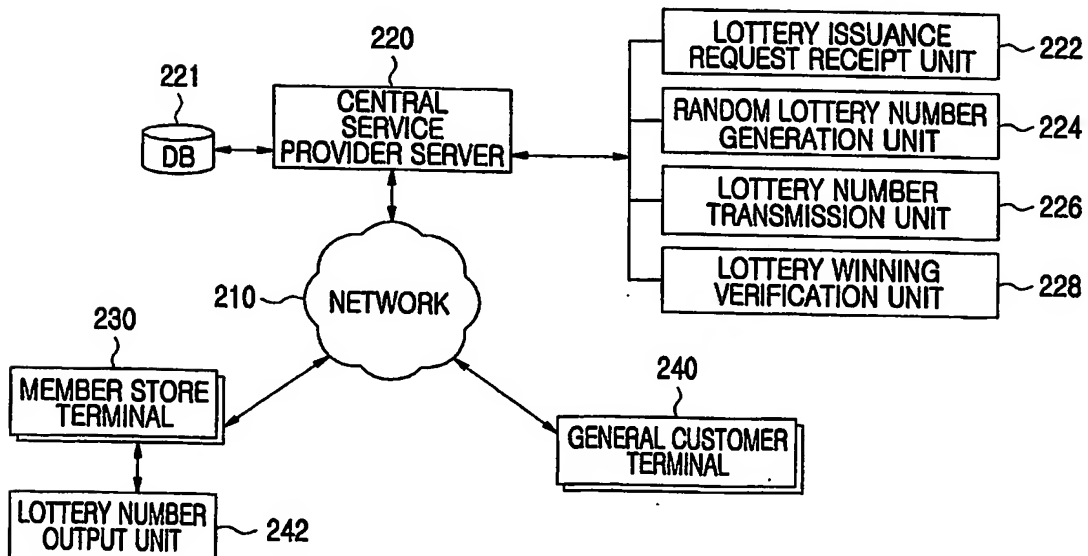 220
CENTRAL
SERVICE
PROVIDER SERVER
221
DB
LOTTERY ISSUANCE
REQUEST RECEIPT UNIT
222
RANDOM LOTTERY NUMBER
GENERATION UNIT
224
LOTTERY NUMBER
TRANSMISSION UNIT
226
LOTTERY WINNING
VERIFICATION UNIT
228
210
NETWORK
230
MEMBER STORE
TERMINAL
240
GENERAL CUSTOMER
TERMINAL
LOTTERY NUMBER
OUTPUT UNIT
242